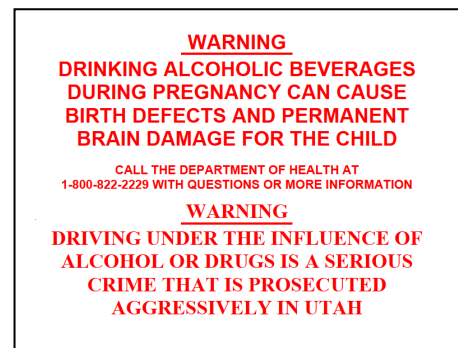 WARNING
DRINKING ALCOHOLIC BEVERAGES
DURING PREGNANCY CAN CAUSE
BIRTH DEFECTS AND PERMANENT
BRAIN DAMAGE FOR THE CHILD
CALL THE DEPARTMENT OF HEALTH AT
1-800-822-2229 WITH QUESTIONS OR MORE INFORMATION
WARNING
DRIVING UNDER THE INFLUENCE OF
ALCOHOL OR DRUGS IS A SERIOUS
CRIME THAT IS PROSECUTED
AGGRESSIVELY IN UTAH